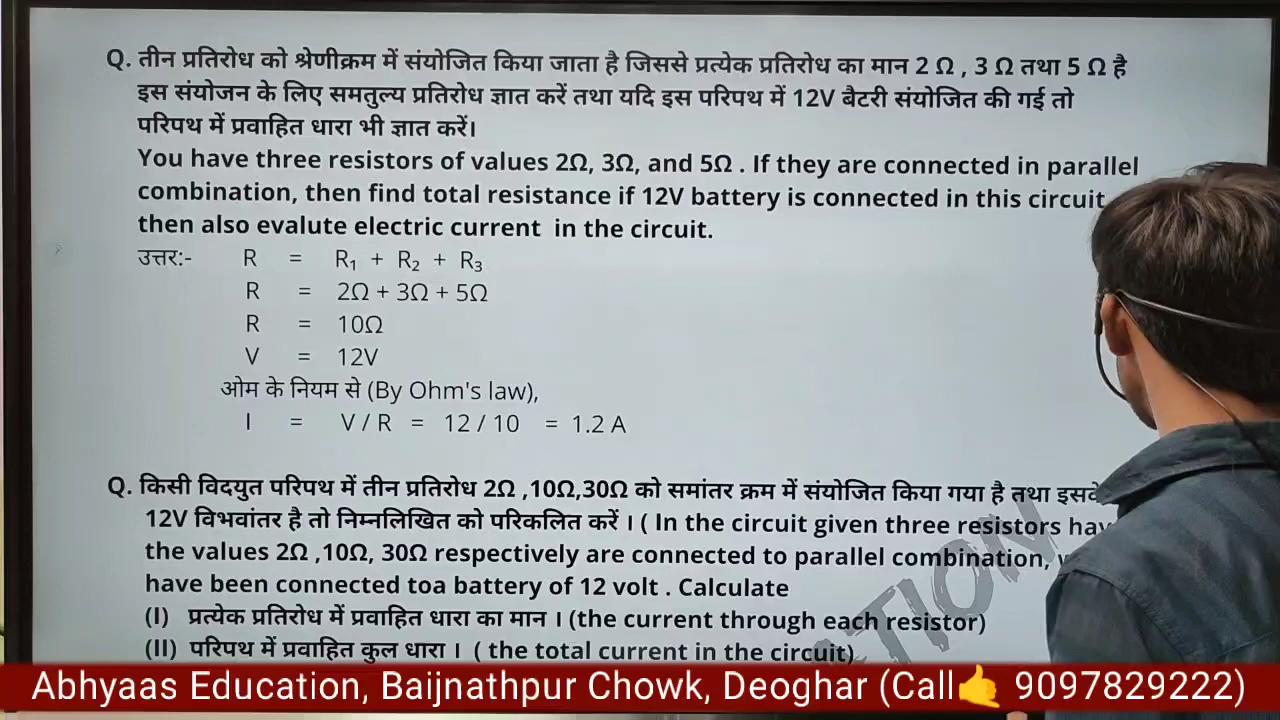 Q. तीन प्रतिरोध को श्रेणीक्रम में संयोजित किया जाता है जिससे प्रत्येक प्रतिरोध का मान 2 Ω , 3 Ω तथा 5 Ω है
इस संयोजन के लिए समतुल्य प्रतिरोध ज्ञात करें तथा यदि इस परिपथ में 12V बैटरी संयोजित की गई तो
परिपथ में प्रवाहित धारा भी ज्ञात करें।
You have three resistors of values 2Ω, 3Ω, and 5Ω . If they are connected in parallel
combination, then find total resistance if 12V battery is connected in this circuit
then also evalute electric current in the circuit.
उत्तर:- R = R₁ + R₂ + R₃
R = 2Ω + 3Ω + 5Ω
R = 10Ω
V = 12V
ओम के नियम से (By Ohm's law),
I = V / R = 12 / 10 = 1.2 A
Q. किसी विदयुत परिपथ में तीन प्रतिरोध 2Ω ,10Ω,30Ω को समांतर क्रम में संयोजित किया गया है तथा
12V विभवांतर है तो निम्नलिखित को परिकलित करें । ( In the circuit given three resistors
the values 2Ω ,10Ω, 30Ω respectively are connected to parallel combination,
have been connected toa battery of 12 volt . Calculate
(I) प्रत्येक प्रतिरोध में प्रवाहित धारा का मान । (the current through each resistor)
(II) परिपथ में प्रवाहित कुल धारा । ( the total current in the circuit)
Abhyaas Education, Baijnathpur Chowk, Deoghar (Call🤙 9097829222)